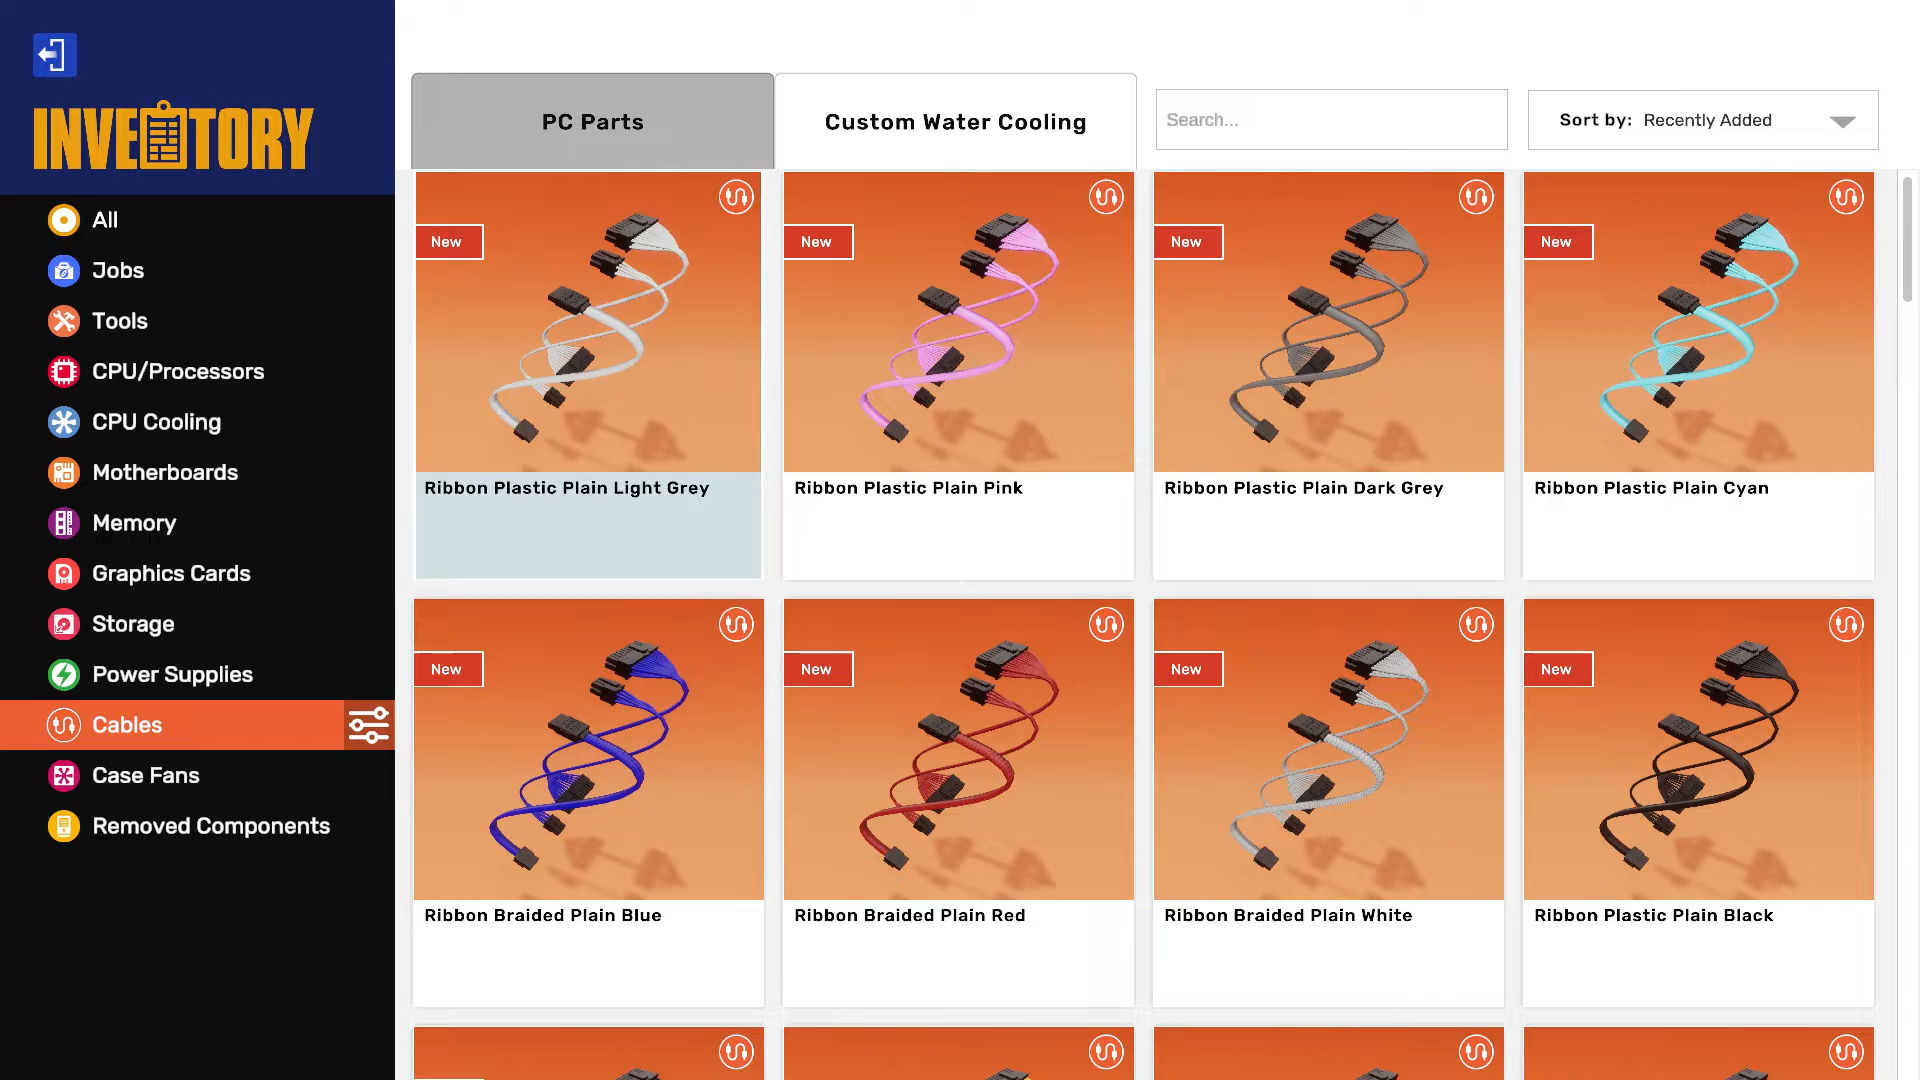 INVENTORY
All
Jobs
Tools
CPU/Processors
CPU Cooling
Motherboards
Memory
Graphics Cards
Storage
Power Supplies
Cables
Case Fans
Removed Components
PC Parts
Custom Water Cooling
Search...
Sort by: Recently Added
New
New
New
New
Ribbon Plastic Plain Light Grey
Ribbon Plastic Plain Pink
Ribbon Plastic Plain Dark Grey
Ribbon Plastic Plain Cyan
New
New
New
New
Ribbon Braided Plain Blue
Ribbon Braided Plain Red
Ribbon Braided Plain White
Ribbon Plastic Plain Black